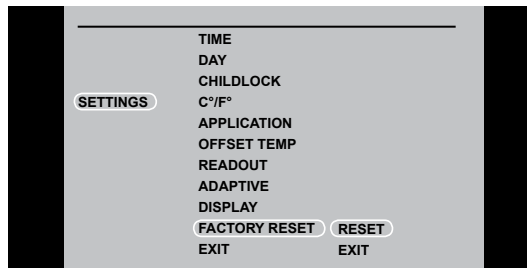 TIME
DAY
CHILDLOCK
SETTINGS C°/F°
APPLICATION
OFFSET TEMP
READOUT
ADAPTIVE
DISPLAY
FACTORY RESET RESET
EXIT EXIT